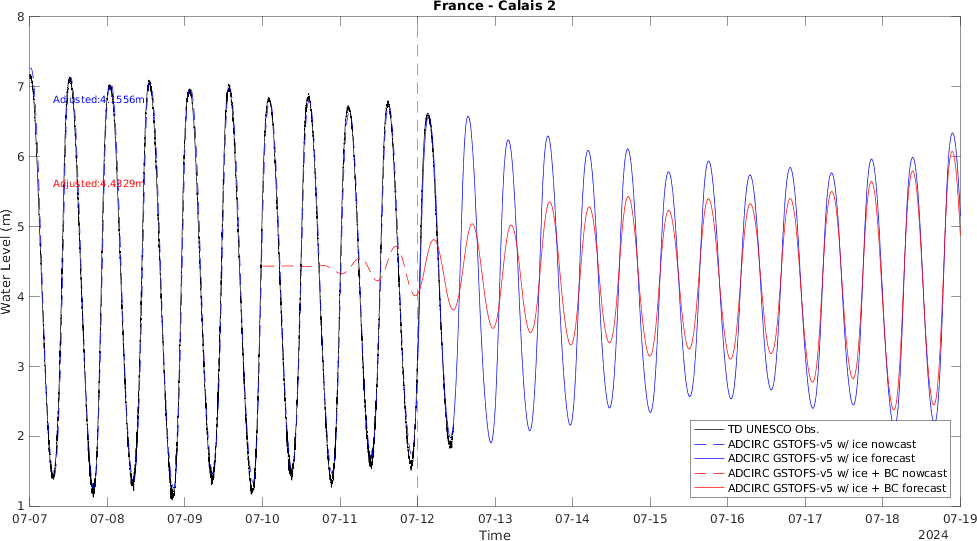 France - Calais 2
8
7
6
5
4
3
2
1
Water Level (m)
Adjusted:4.1556m
Adjusted:4.4329m
TD UNESCO Obs.
ADCIRC GSTOFS-v5 w/ ice nowcast
ADCIRC GSTOFS-v5 w/ ice forecast
ADCIRC GSTOFS-v5 w/ ice + BC nowcast
ADCIRC GSTOFS-v5 w/ ice + BC forecast
07-07 07-08 07-09 07-10 07-11 07-12 07-13 07-14 07-15 07-16 07-17 07-18 07-19
Time
2024